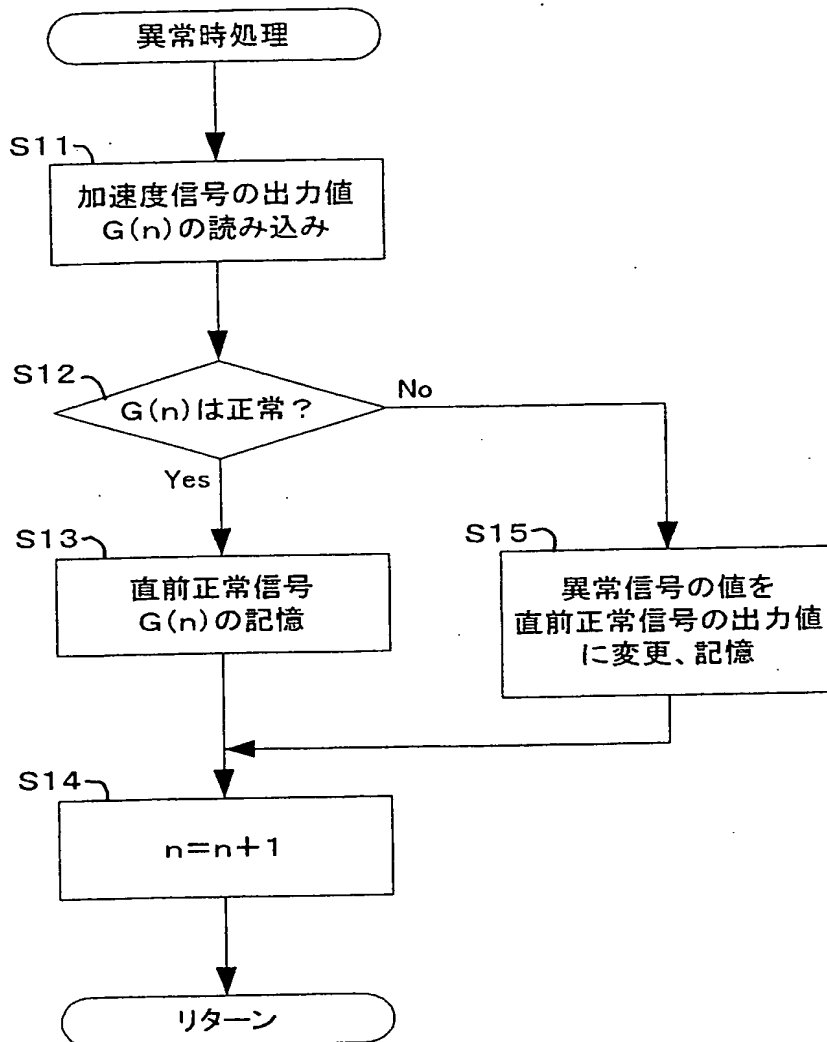 異常時処理
S11
加速度信号の出力値
G(n)の読み込み
S12
G(n)は正常?
No
Yes
S13
直前正常信号
G(n)の記憶
S15
異常信号の値を
直前正常信号の出力値
に変更、記憶
S14
n=n+1
リターン